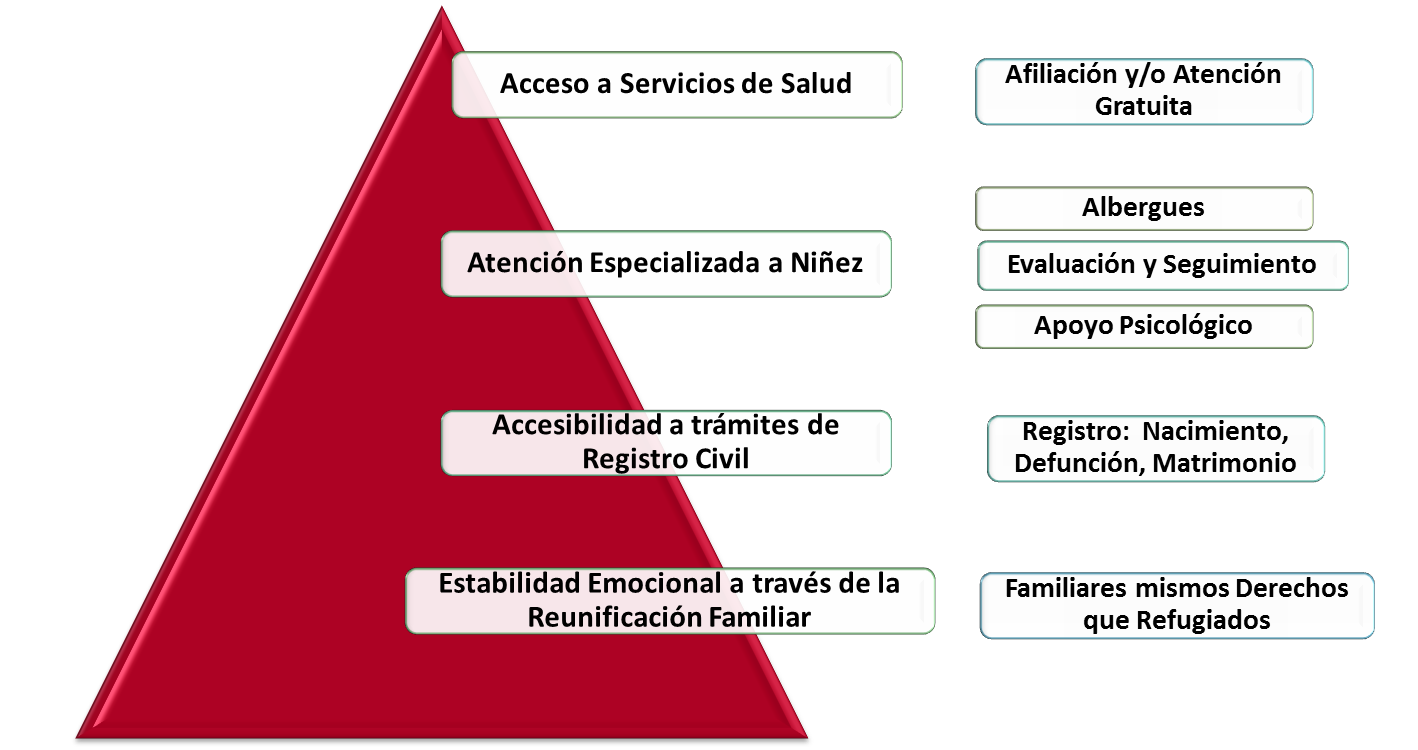 Acceso a Servicios de Salud
Afiliación y/o Atención
Gratuita
Atención Especializada a Niñez
Albergues
Evaluación y Seguimiento
Apoyo Psicológico
Accesibilidad a trámites de
Registro Civil
Registro: Nacimiento,
Defunción, Matrimonio
Estabilidad Emocional a través de la
Reunificación Familiar
Familiares mismos Derechos
que Refugiados